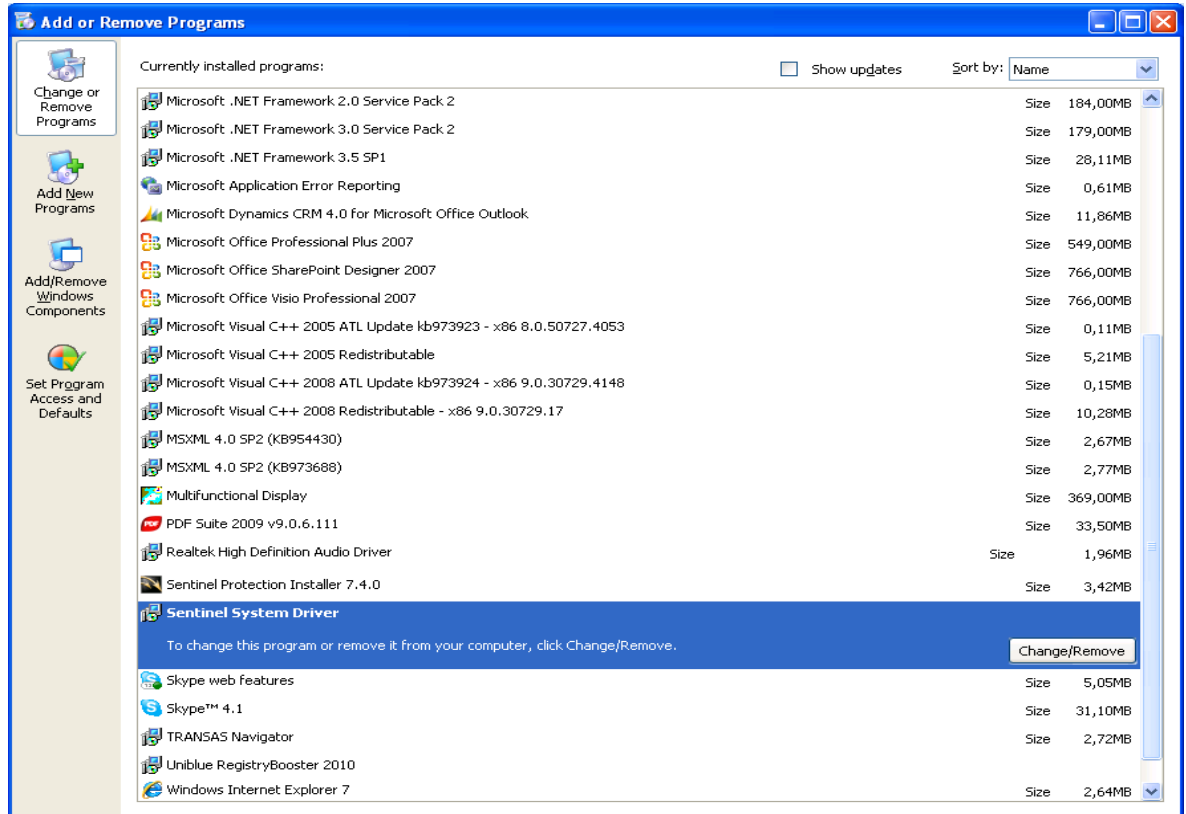 Add or Remove Programs
Change or
Remove
Programs
Add New
Programs
Add/Remove
Windows
Components
Set Program
Access and
Defaults
Currently installed programs: Show updates Sort by: Name
Microsoft .NET Framework 2.0 Service Pack 2 Size 184,00MB
Microsoft .NET Framework 3.0 Service Pack 2 Size 179,00MB
Microsoft .NET Framework 3.5 SP1 Size 28,11MB
Microsoft Application Error Reporting Size 0,61MB
Microsoft Dynamics CRM 4.0 for Microsoft Office Outlook Size 11,86MB
Microsoft Office Professional Plus 2007 Size 549,00MB
Microsoft Office SharePoint Designer 2007 Size 766,00MB
Microsoft Office Visio Professional 2007 Size 766,00MB
Microsoft Visual C++ 2005 ATL Update kb973923 - x86 8.0.50727.4053 Size 0,11MB
Microsoft Visual C++ 2005 Redistributable Size 5,21MB
Microsoft Visual C++ 2008 ATL Update kb973924 - x86 9.0.30729.4148 Size 0,15MB
Microsoft Visual C++ 2008 Redistributable - x86 9.0.30729.17 Size 10,28MB
MSXML 4.0 SP2 (KB954430) Size 2,67MB
MSXML 4.0 SP2 (KB973688) Size 2,77MB
Multifunctional Display Size 369,00MB
PDF Suite 2009 v9.0.6.111 Size 33,50MB
Realtek High Definition Audio Driver Size 1,96MB
Sentinel Protection Installer 7.4.0 Size 3,42MB
Sentinel System Driver
To change this program or remove it from your computer, click Change/Remove. Change/Remove
Skype web features Size 5,05MB
Skype™ 4.1 Size 31,10MB
TRANSAS Navigator Size 2,72MB
Uniblue RegistryBooster 2010
Windows Internet Explorer 7 Size 2,64MB